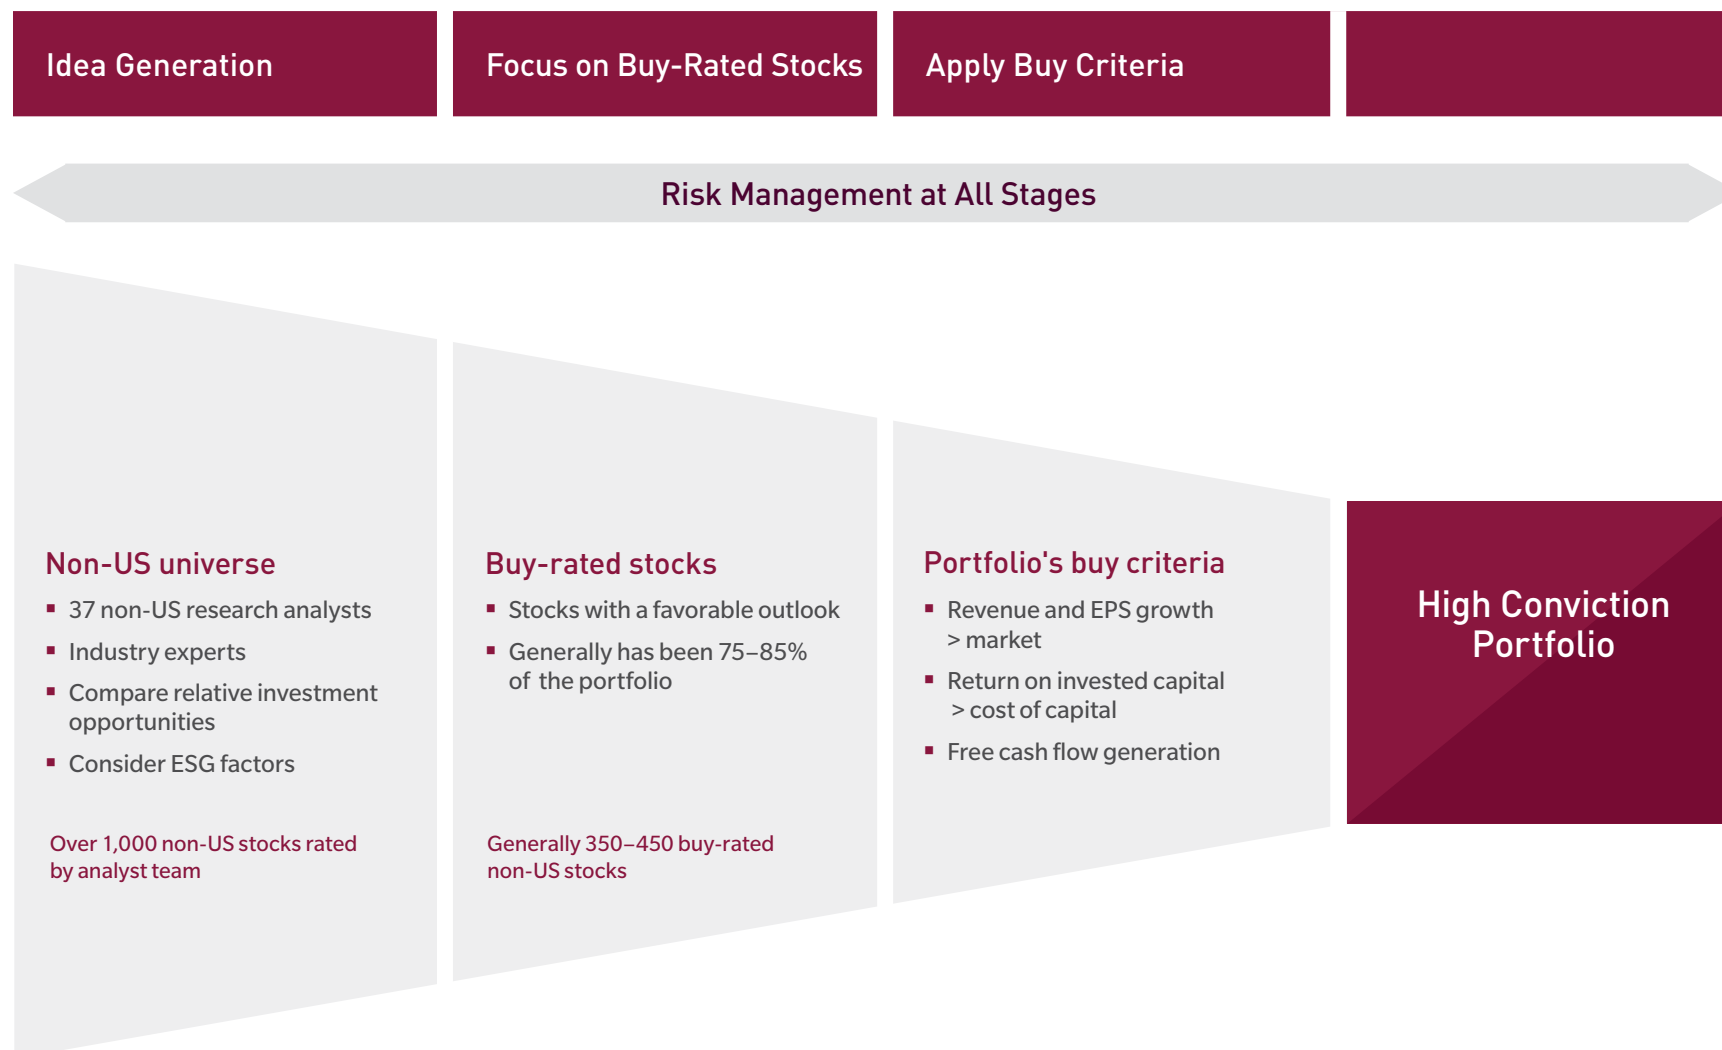 Idea Generation
Focus on Buy-Rated Stocks
Apply Buy Criteria
Risk Management at All Stages
Non-US universe
▪ 37 non-US research analysts
▪ Industry experts
▪ Compare relative investment
opportunities
▪ Consider ESG factors
Over 1,000 non-US stocks rated
by analyst team
Buy-rated stocks
▪ Stocks with a favorable outlook
▪ Generally has been 75–85%
of the portfolio
Generally 350–450 buy-rated
non-US stocks
Portfolio's buy criteria
▪ Revenue and EPS growth
> market
▪ Return on invested capital
> cost of capital
▪ Free cash flow generation
High Conviction
Portfolio